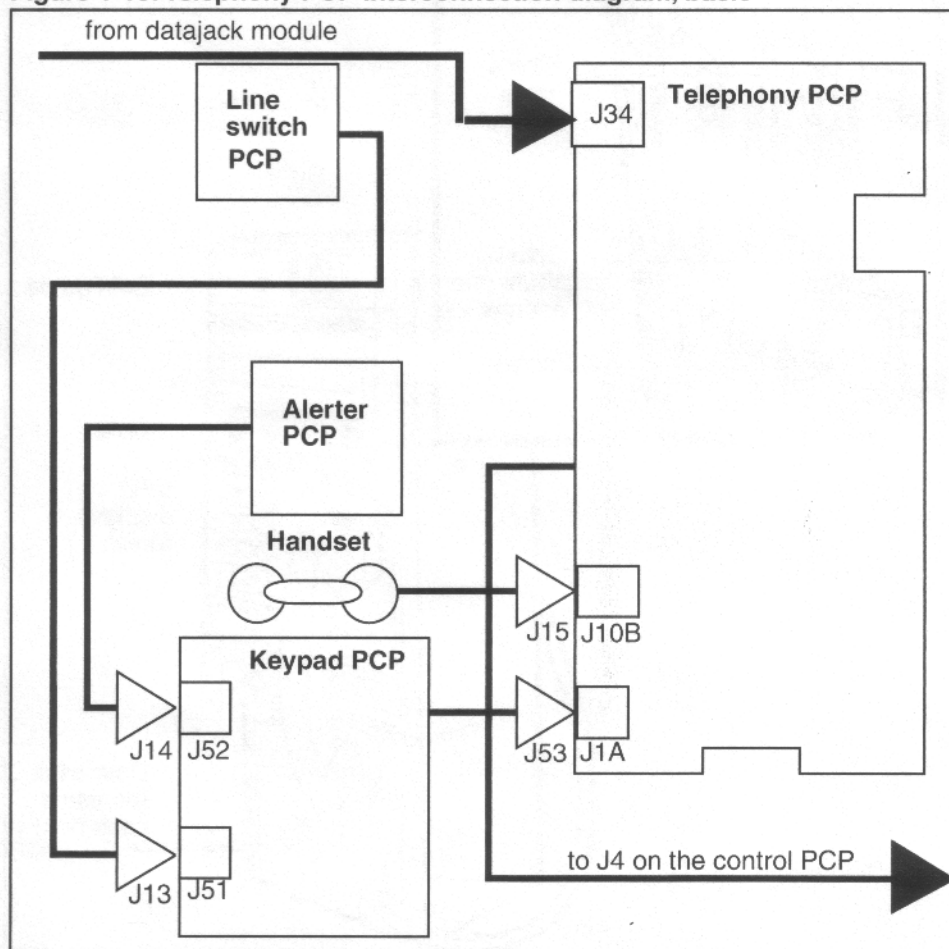 from datajack module
Line
switch
PCP
J34
Telephony PCP
Alerter
PCP
Handset
J15
J10B
Keypad PCP
J14
J52
J53
J1A
J13
J51
to J4 on the control PCP